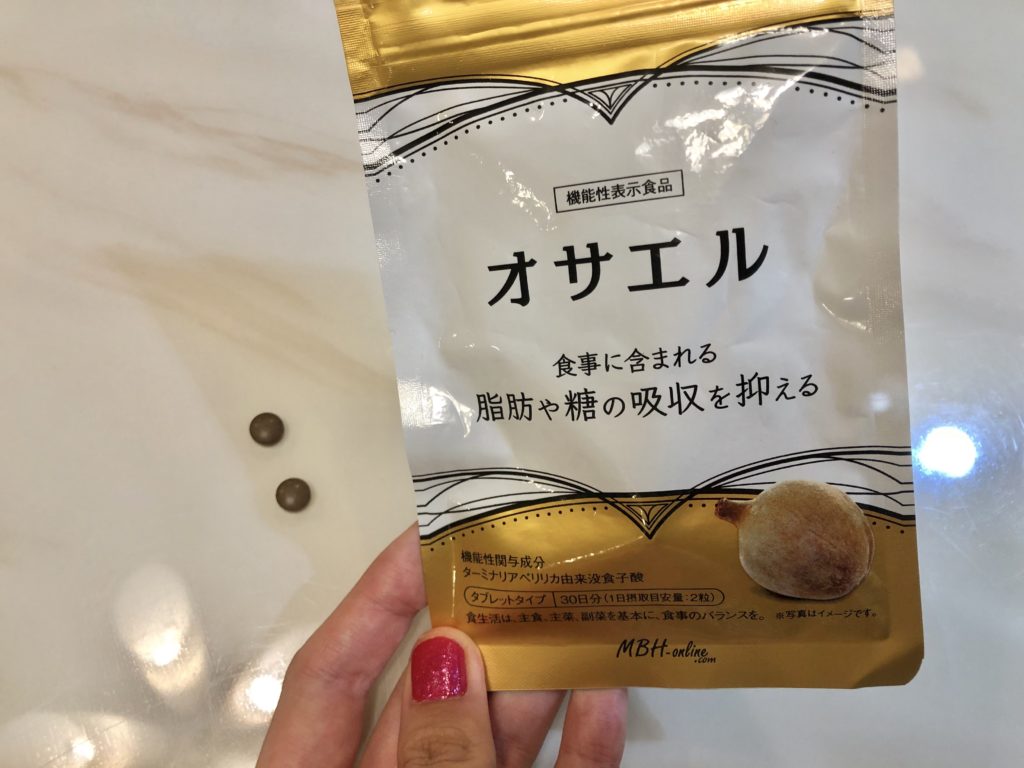 機能性表示食品
オサエル
食事に含まれる
脂肪や糖の吸収を抑える
機能性関与成分
ターミナリアベリリカ由来没食子酸
タブレットタイプ 30日分(1日摂取目安量:2粒)
食生活は、主食、主菜、副菜を基本に、食事のバランスを。 ※写真はイメージです。
MBH-online.com